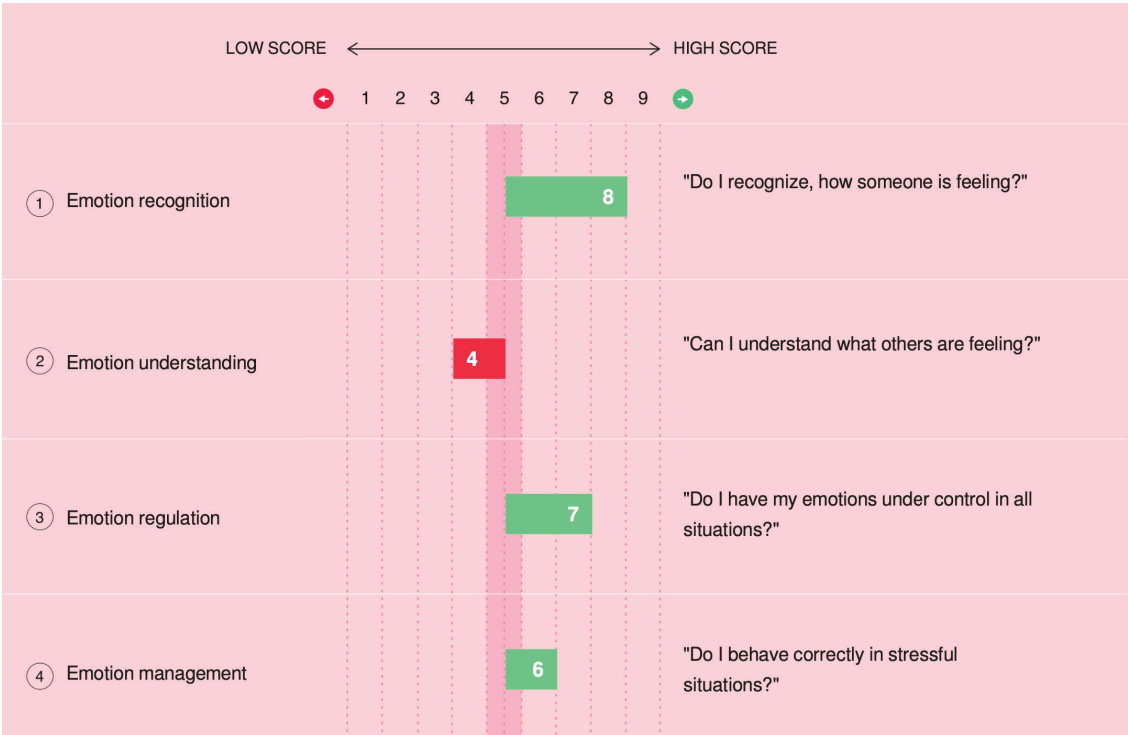 LOW SCORE HIGH SCORE
1 2 3 4 5 6 7 8 9
1 Emotion recognition 8 "Do I recognize, how someone is feeling?"
2 Emotion understanding 4 "Can I understand what others are feeling?"
3 Emotion regulation 7 "Do I have my emotions under control in all
situations?"
4 Emotion management 6 "Do I behave correctly in stressful
situations?"